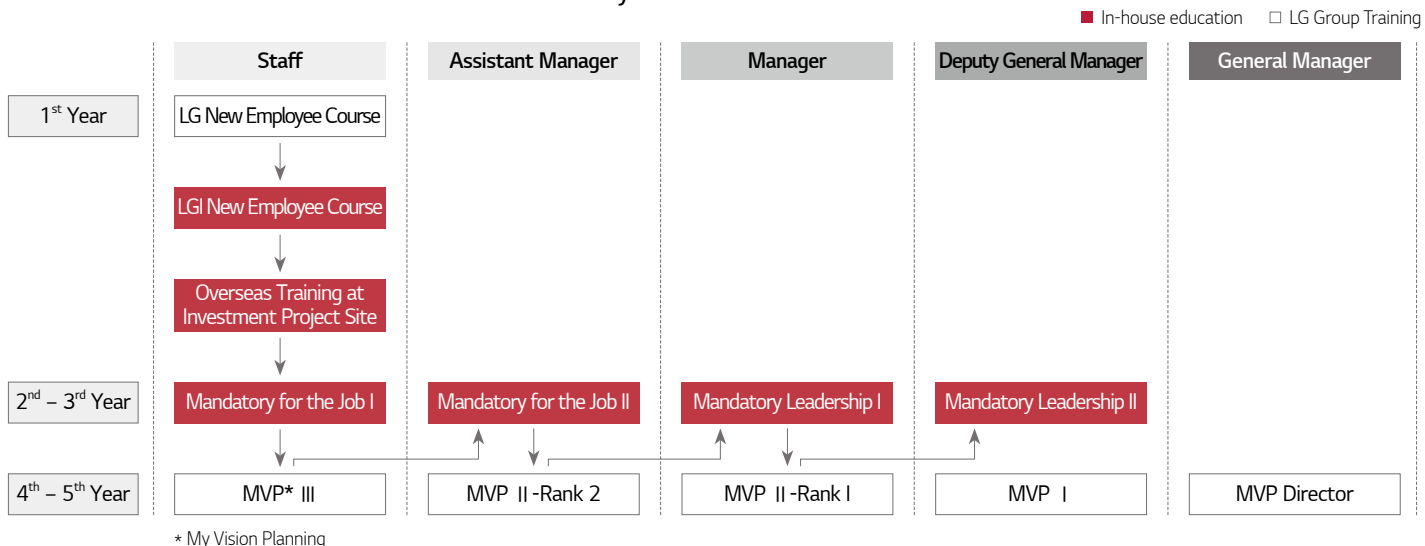 ■ In-house education □ LG Group Training
Staff
Assistant Manager
Manager
Deputy General Manager
General Manager
1st Year
LG New Employee Course
LGI New Employee Course
Overseas Training at
Investment Project Site
2nd – 3rd Year
Mandatory for the Job I
Mandatory for the Job II
Mandatory Leadership I
Mandatory Leadership II
4th – 5th Year
MVP* III
MVP II -Rank 2
MVP II -Rank I
MVP I
MVP Director
* My Vision Planning